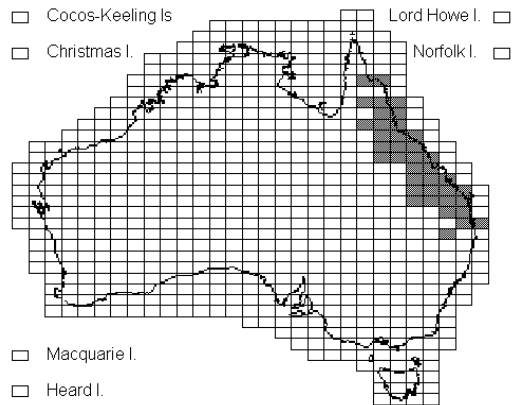 Cocos-Keeling Is
Lord Howe I.
Christmas I.
Norfolk I.
Macquarie I.
Heard I.